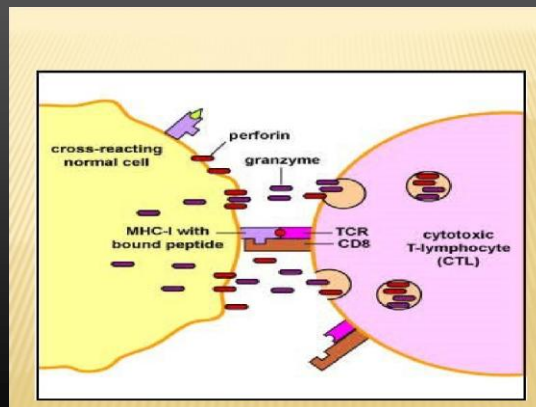 perforin
cross-reacting
normal cell
granzyme
MHC-I with
bound peptide
TCR
CD8
cytotoxic
T-lymphocyte
(CTL)